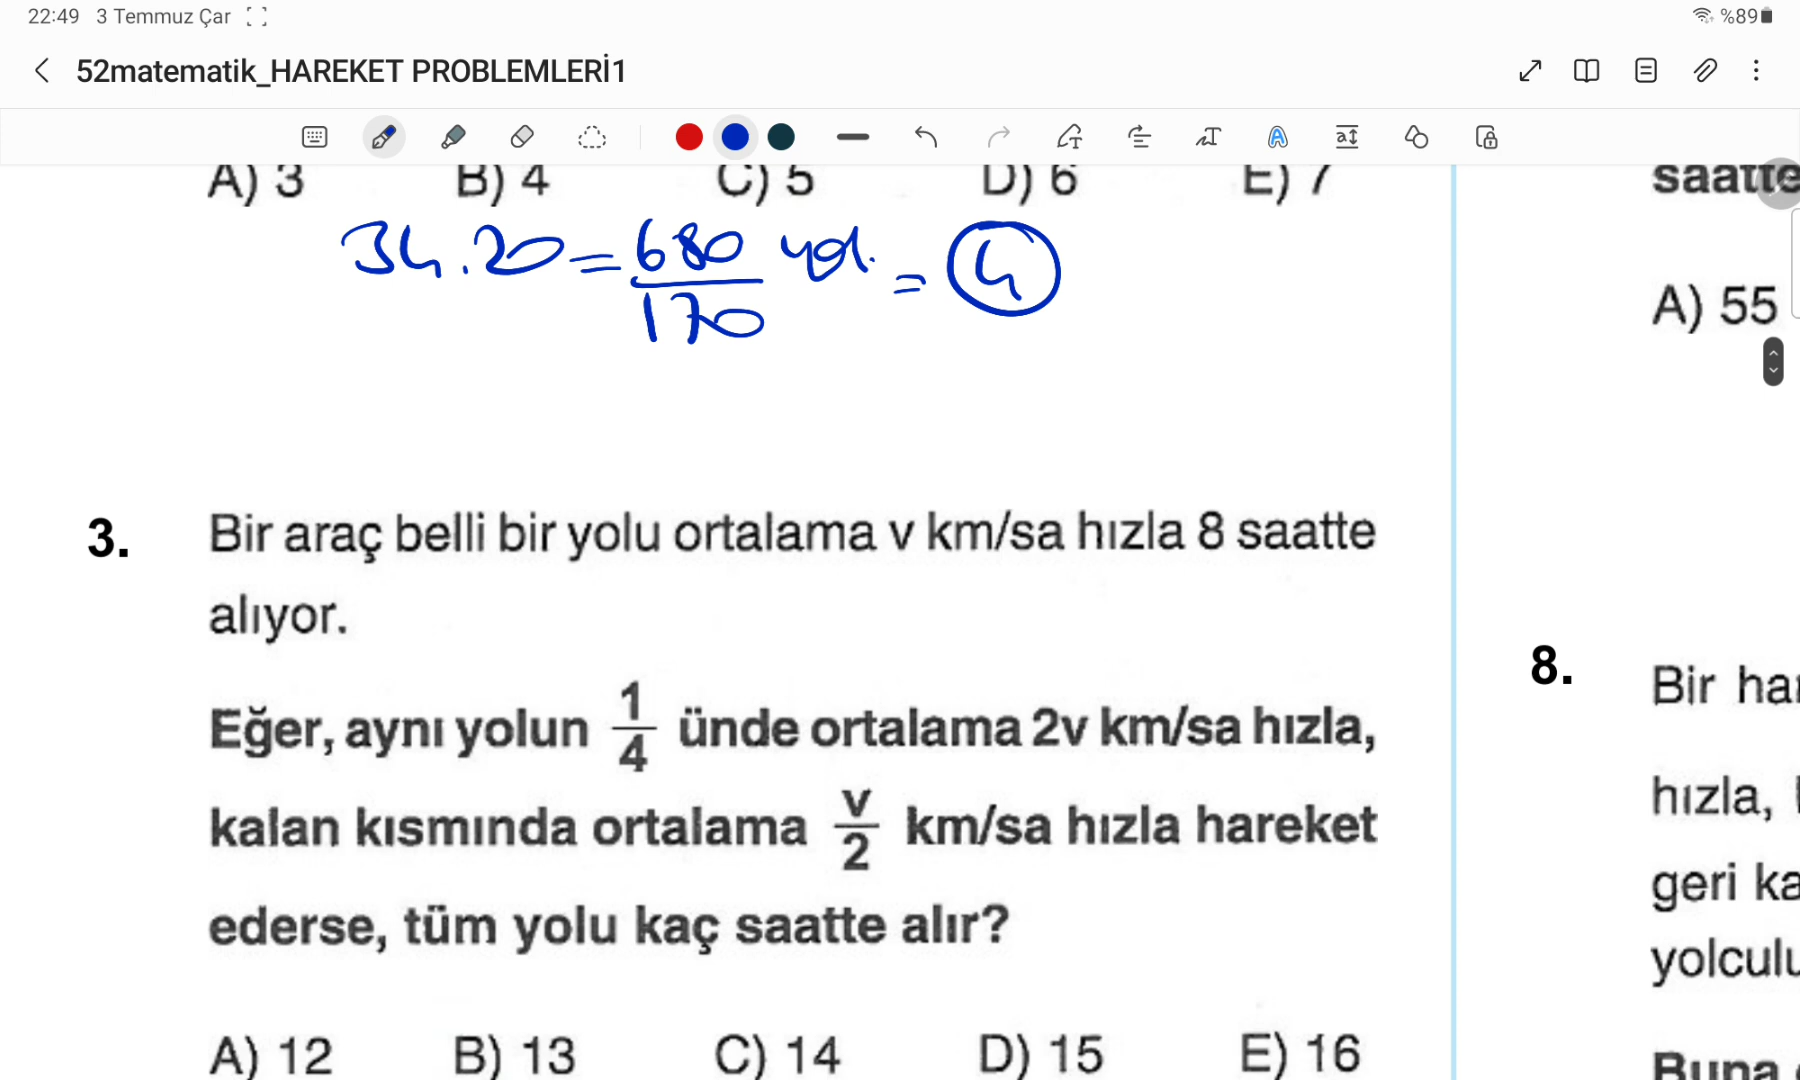 22:49 3 Temmuz Çar %89
52matematik_HAREKET PROBLEMLERİ1
A) 3 B) 4 C) 5 D) 6 E) 7
34.20 = 680/170 yol. = 4
3. Bir araç belli bir yolu ortalama v km/sa hızla 8 saatte
alıyor.
Eğer, aynı yolun 1/4 ünde ortalama 2v km/sa hızla,
kalan kısmında ortalama v/2 km/sa hızla hareket
ederse, tüm yolu kaç saatte alır?
A) 12 B) 13 C) 14 D) 15 E) 16
saatte
A) 55
8. Bir
hızla,
geri
Buna